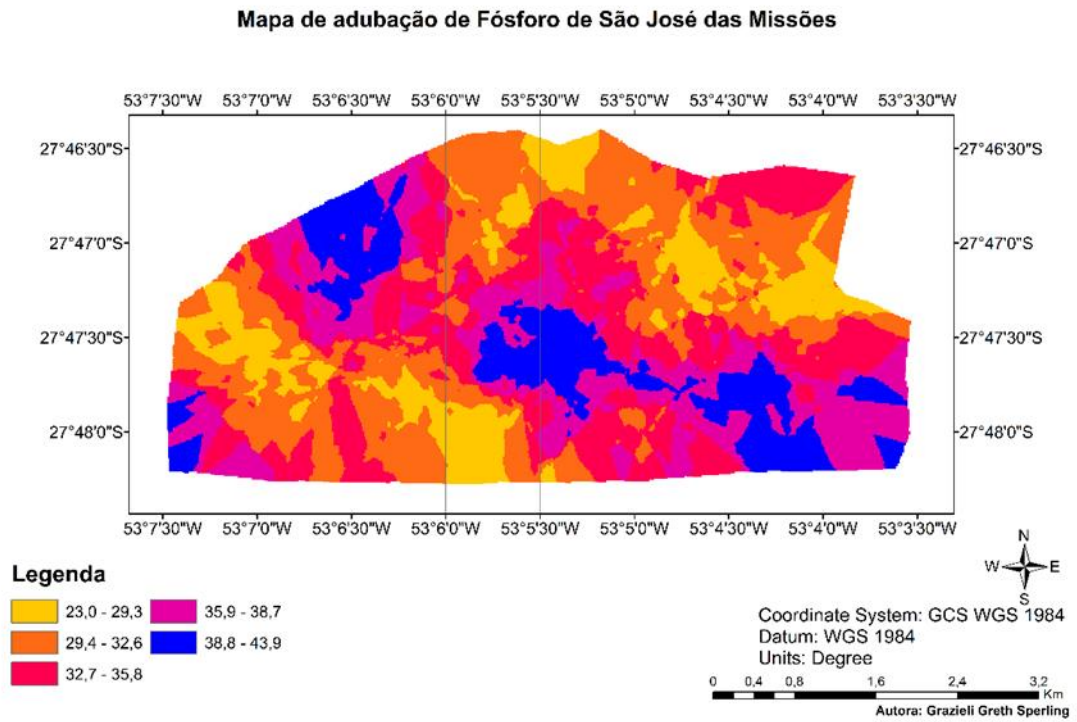 Mapa de adubação de Fósforo de São José das Missões
53°7'30"W 53°7'0"W 53°6'30"W 53°6'0"W 53°5'30"W 53°5'0"W 53°4'30"W 53°4'0"W 53°3'30"W
27°46'30"S 27°46'30"S
27°47'0"S 27°47'0"S
27°47'30"S 27°47'30"S
27°48'0"S 27°48'0"S
53°7'30"W 53°7'0"W 53°6'30"W 53°6'0"W 53°5'30"W 53°5'0"W 53°4'30"W 53°4'0"W 53°3'30"W
N
W E
S
Legenda
23,0 - 29,3 35,9 - 38,7
29,4 - 32,6 38,8 - 43,9
32,7 - 35,8
Coordinate System: GCS WGS 1984
Datum: WGS 1984
Units: Degree
0 0,4 0,8 1,6 2,4 3,2
Km
Autora: Grazieli Greth Sperling